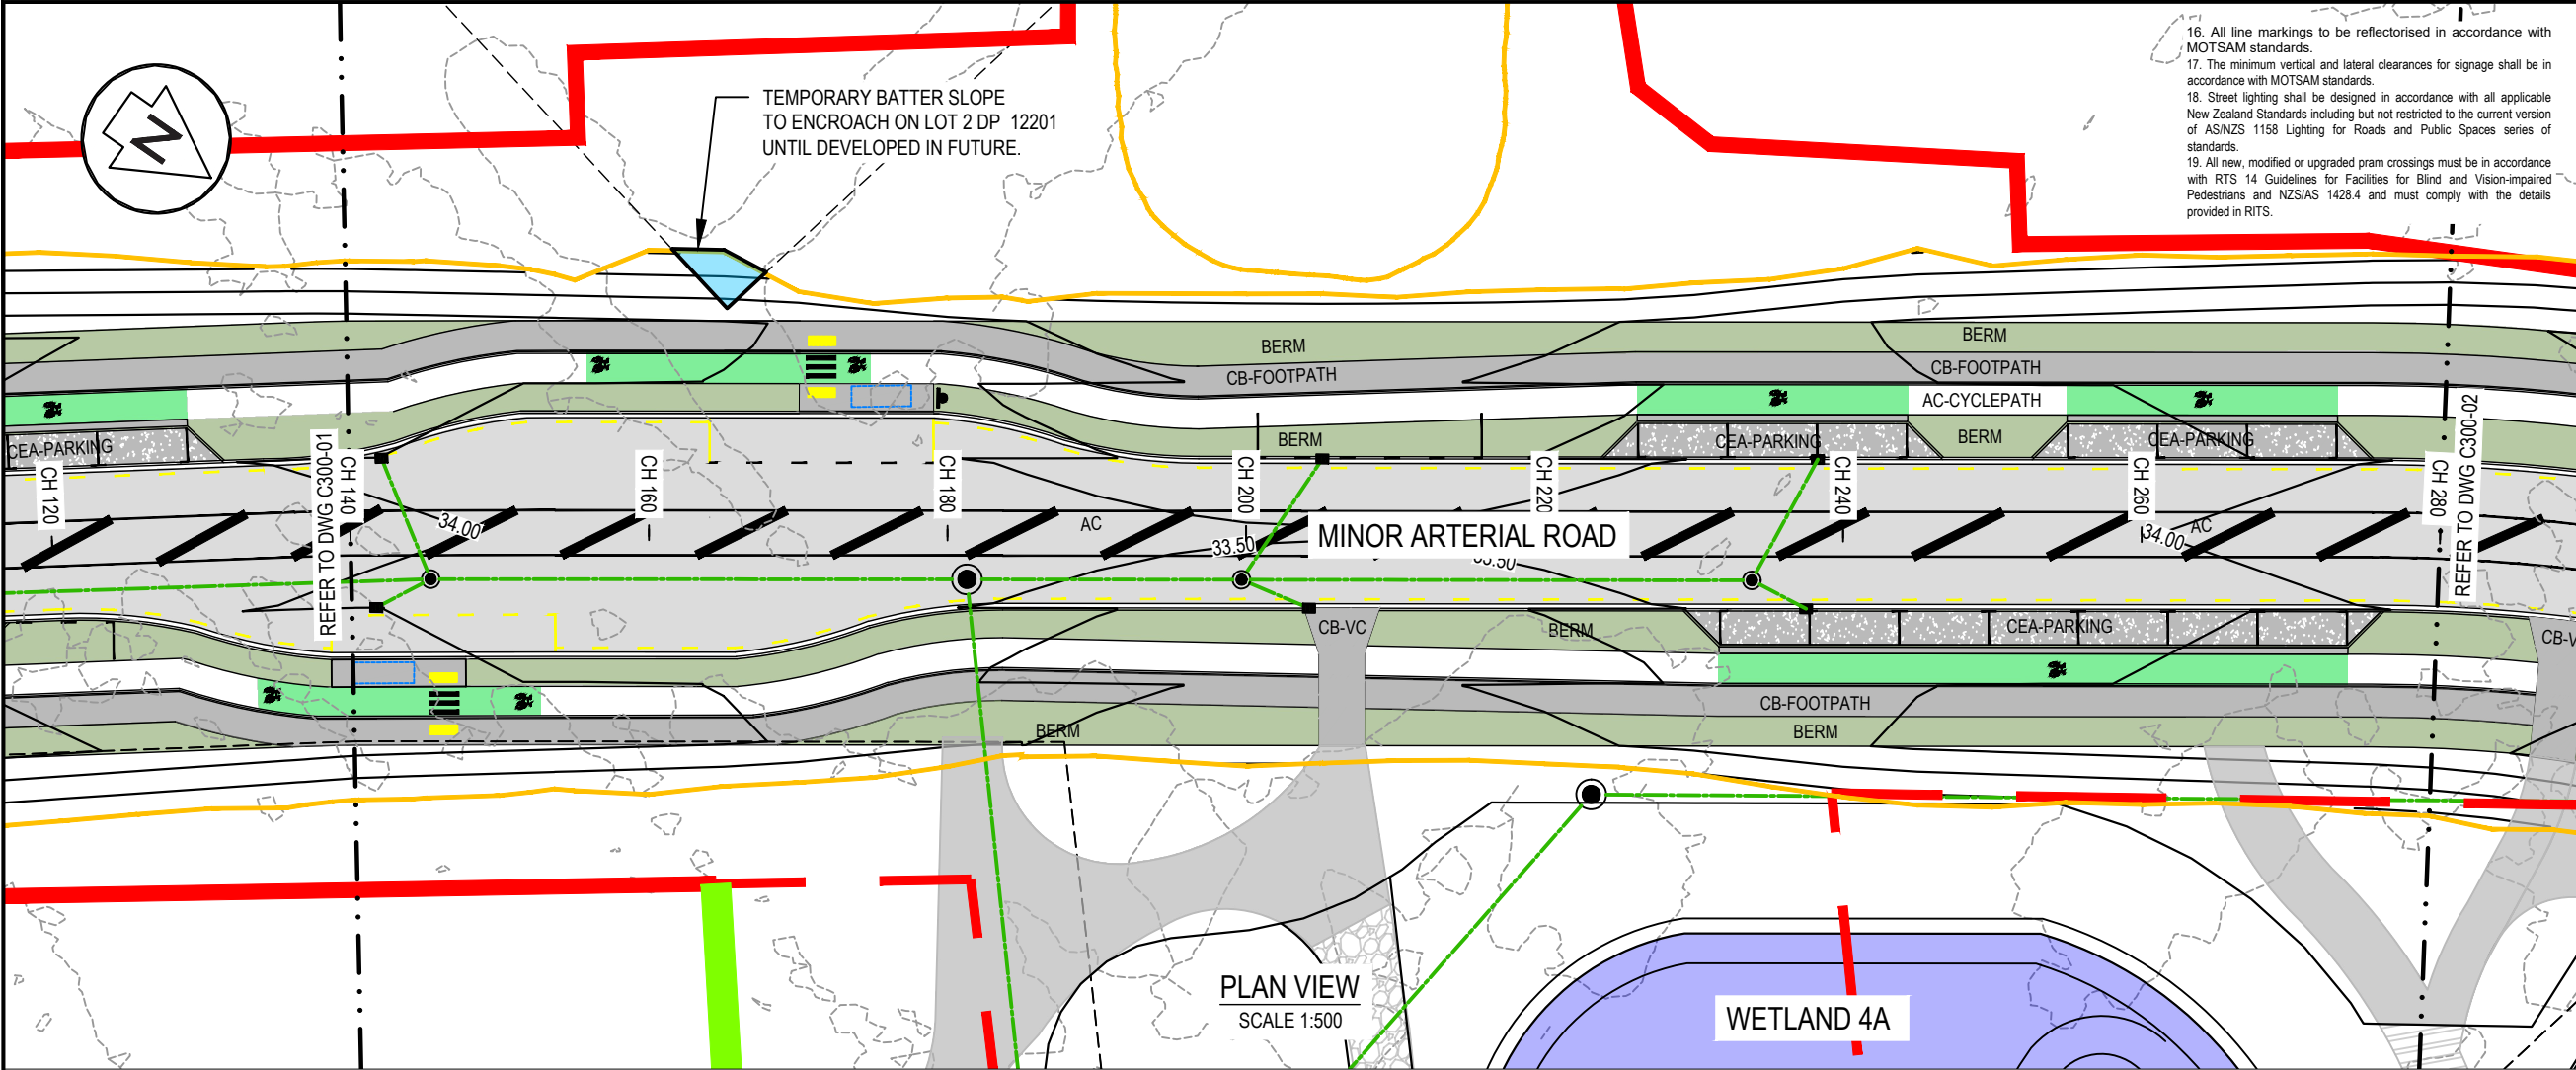 16. All line markings to be reflectorised in accordance with
MOTSAM standards.
17. The minimum vertical and lateral clearances for signage shall be in
accordance with MOTSAM standards.
18. Street lighting shall be designed in accordance with all applicable
New Zealand Standards including but not restricted to the current version
of AS/NZS 1158 Lighting for Roads and Public Spaces series of
standards.
19. All new, modified or upgraded pram crossings must be in accordance
with RTS 14 Guidelines for Facilities for Blind and Vision-impaired
Pedestrians and NZS/AS 1428.4 and must comply with the details
provided in RITS.
N
TEMPORARY BATTER SLOPE
TO ENCROACH ON LOT 2 DP 12201
UNTIL DEVELOPED IN FUTURE.
BERM
BERM
CB-FOOTPATH
CB-FOOTPATH
AC-CYCLEPATH
CEA-PARKING
BERM
CEA-PARKING
BERM
CEA-PARKING
REFER TO DWG C300-01
REFER TO DWG C300-02
CH 120
CH 140
CH 160
CH 180
CH 200
CH 220
CH 240
CH 260
CH 280
34.00
AC
33.50
MINOR ARTERIAL ROAD
33.50
34.00
AC
CB-VC
BERM
CEA-PARKING
CB-V
CB-FOOTPATH
BERM
BERM
PLAN VIEW
SCALE 1:500
WETLAND 4A